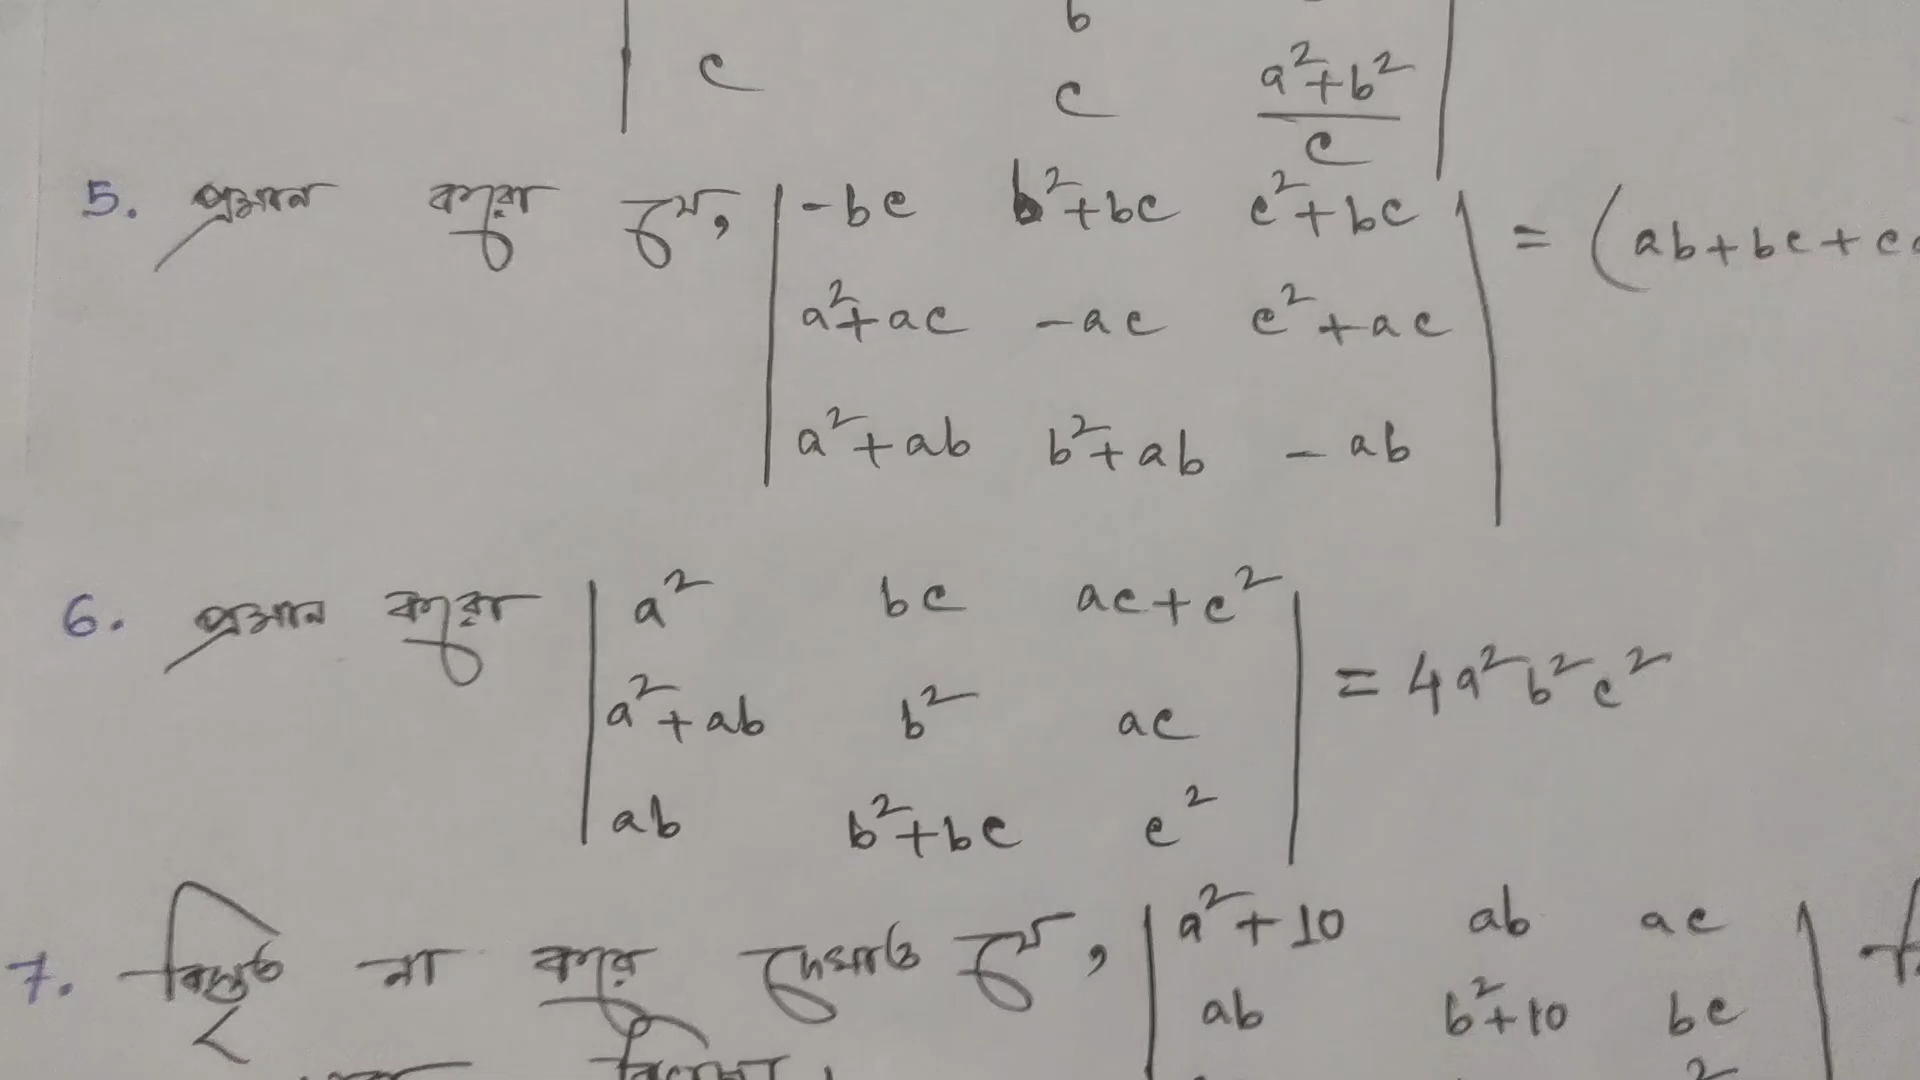 b
c c a²+b²
c
5. প্রমান করো যে, | -bc b²+bc c²+bc | = (ab+bc+c
a²+ac -ac c²+ac
a²+ab b²+ab -ab
6. প্রমান করো | a² bc ac+c² | = 4a²b²c²
a²+ab b² ac
ab b²+bc c²
7. না করে দেখাও যে, | a²+10 ab ac |
ab b²+10 bc